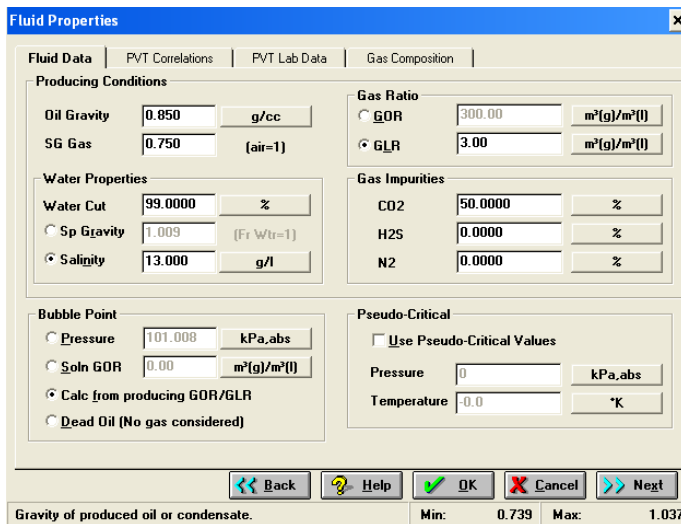 Fluid Properties
Fluid Data PVT Correlations PVT Lab Data Gas Composition
Producing Conditions
Oil Gravity 0.850 g/cc
SG Gas 0.750 (air=1)
Gas Ratio
GOR 300.00 m³(g)/m³(l)
GLR 3.00 m³(g)/m³(l)
Water Properties
Water Cut 99.0000 %
Sp Gravity 1.009 (Fr Wtr=1)
Salinity 13.000 g/l
Gas Impurities
CO2 50.0000 %
H2S 0.0000 %
N2 0.0000 %
Bubble Point
Pressure 101.008 kPa,abs
Soln GOR 0.00 m³(g)/m³(l)
Calc from producing GOR/GLR
Dead Oil (No gas considered)
Pseudo-Critical
Use Pseudo-Critical Values
Pressure 0 kPa,abs
Temperature -0.0 °K
Back Help OK Cancel Next
Gravity of produced oil or condensate. Min: 0.739 Max: 1.037